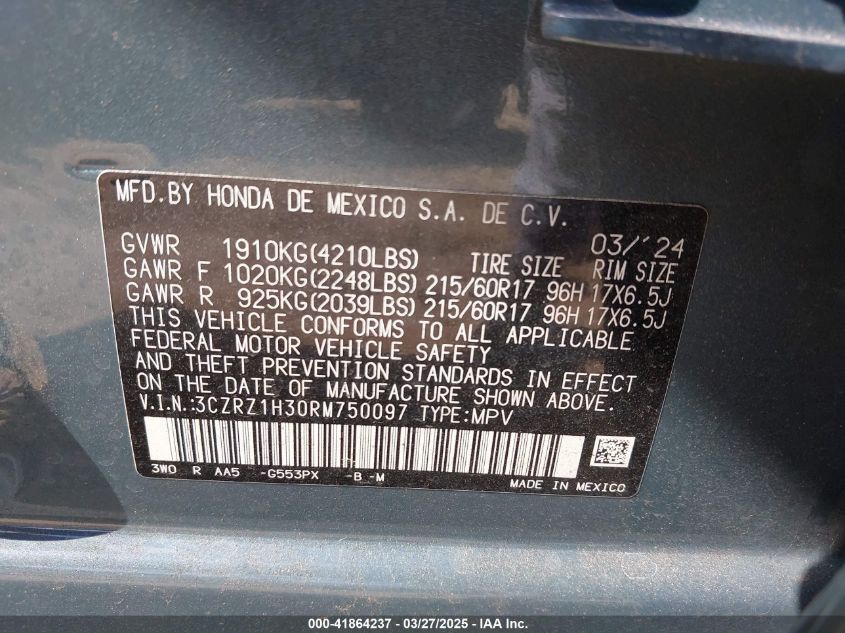 MFD.BY HONDA DE MEXICO S.A. DE C.V.
03/'24
GVWR 1910KG(4210LBS) TIRE SIZE RIM SIZE
GAWR F 1020KG(2248LBS) 215/60R17 96H 17X6.5J
GAWR R 925KG(2039LBS) 215/60R17 96H 17X6.5J
THIS VEHICLE CONFORMS TO ALL APPLICABLE
FEDERAL MOTOR VEHICLE SAFETY
AND THEFT PREVENTION STANDARDS IN EFFECT
ON THE DATE OF MANUFACTURE SHOWN ABOVE.
V.I.N.:3CZRZ1H30RM750097 TYPE:MPV
3W0 R AA5 -G553PX -B -M
MADE IN MEXICO
000-41864237 - 03/27/2025 - IAA Inc.